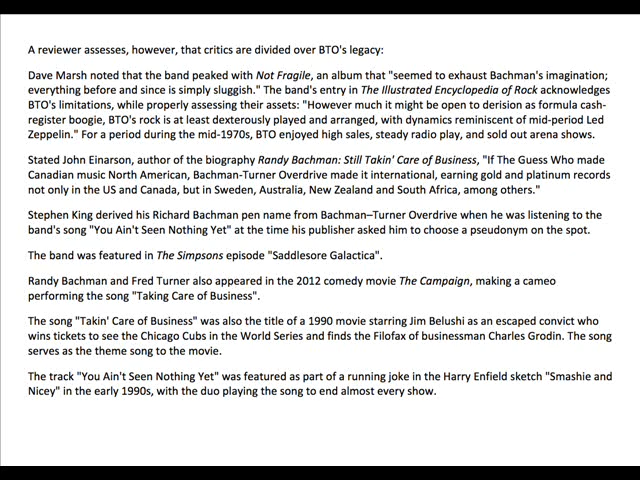 A reviewer assesses, however, that critics are divided over BTO's legacy:
Dave Marsh noted that the band peaked with Not Fragile, an album that "seemed to exhaust Bachman's imagination;
everything before and since is simply sluggish." The band's entry in The Illustrated Encyclopedia of Rock acknowledges
BTO's limitations, while properly assessing their assets: "However much it might be open to derision as formula cash-
register boogie, BTO's rock is at least dexterously played and arranged, with dynamics reminiscent of mid-period Led
Zeppelin." For a period during the mid-1970s, BTO enjoyed high sales, steady radio play, and sold out arena shows.
Stated John Einarson, author of the biography Randy Bachman: Still Takin' Care of Business, "If The Guess Who made
Canadian music North American, Bachman-Turner Overdrive made it international, earning gold and platinum records
not only in the US and Canada, but in Sweden, Australia, New Zealand and South Africa, among others."
Stephen King derived his Richard Bachman pen name from Bachman–Turner Overdrive when he was listening to the
band's song "You Ain't Seen Nothing Yet" at the time his publisher asked him to choose a pseudonym on the spot.
The band was featured in The Simpsons episode "Saddlesore Galactica".
Randy Bachman and Fred Turner also appeared in the 2012 comedy movie The Campaign, making a cameo
performing the song "Taking Care of Business".
The song "Takin' Care of Business" was also the title of a 1990 movie starring Jim Belushi as an escaped convict who
wins tickets to see the Chicago Cubs in the World Series and finds the Filofax of businessman Charles Grodin. The song
serves as the theme song to the movie.
The track "You Ain't Seen Nothing Yet" was featured as part of a running joke in the Harry Enfield sketch "Smashie and
Nicey" in the early 1990s, with the duo playing the song to end almost every show.